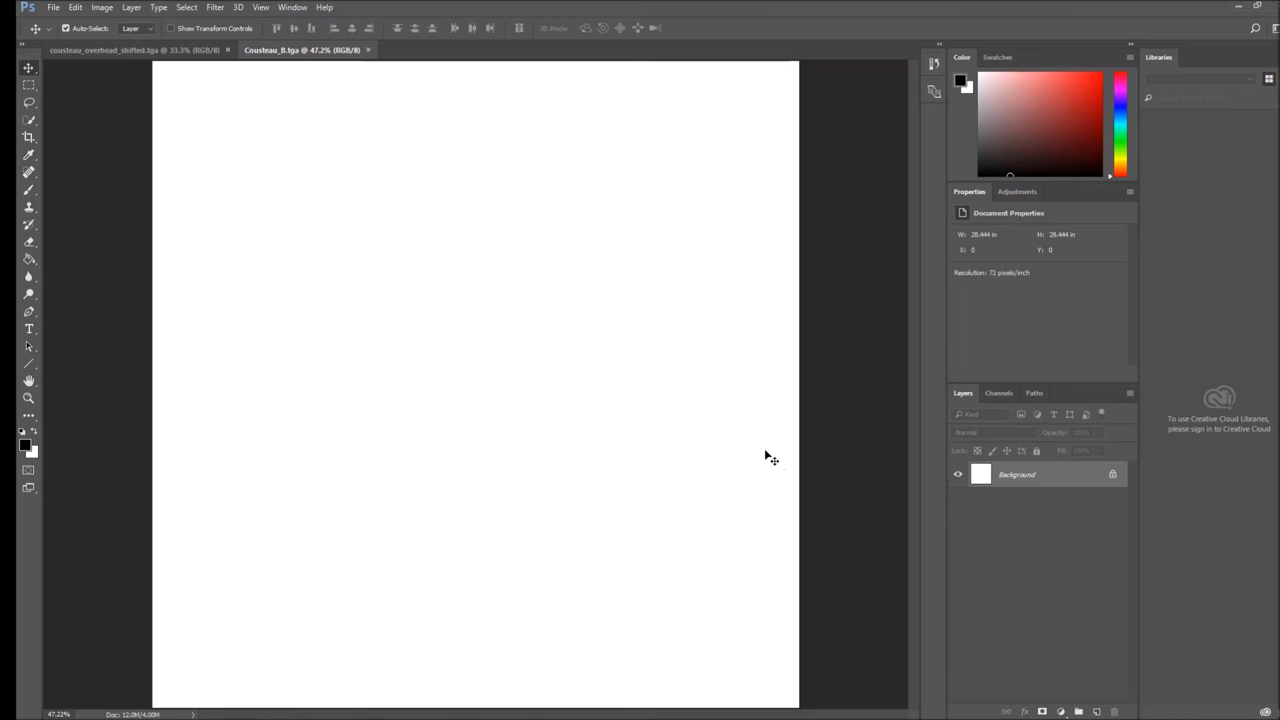 Ps File Edit Image Layer Type Select Filter 3D View Window Help
Auto-Select: Layer Show Transform Controls 3D Mode:
cousteau_overhead_shifted.tga @ 33.3% (RGB/8) × Cousteau_B.tga @ 47.2% (RGB/8) ×
Color Swatches
Libraries
Properties Adjustments
Document Properties
W: 28.444 in H: 28.444 in
X: 0 Y: 0
Resolution: 72 pixels/inch
Layers Channels Paths
Kind
Normal Opacity: 100%
Lock: Fill: 100%
Background
To use Creative Cloud Libraries,
please sign in to Creative Cloud
T
47.22% Doc: 12.0M/4.00M